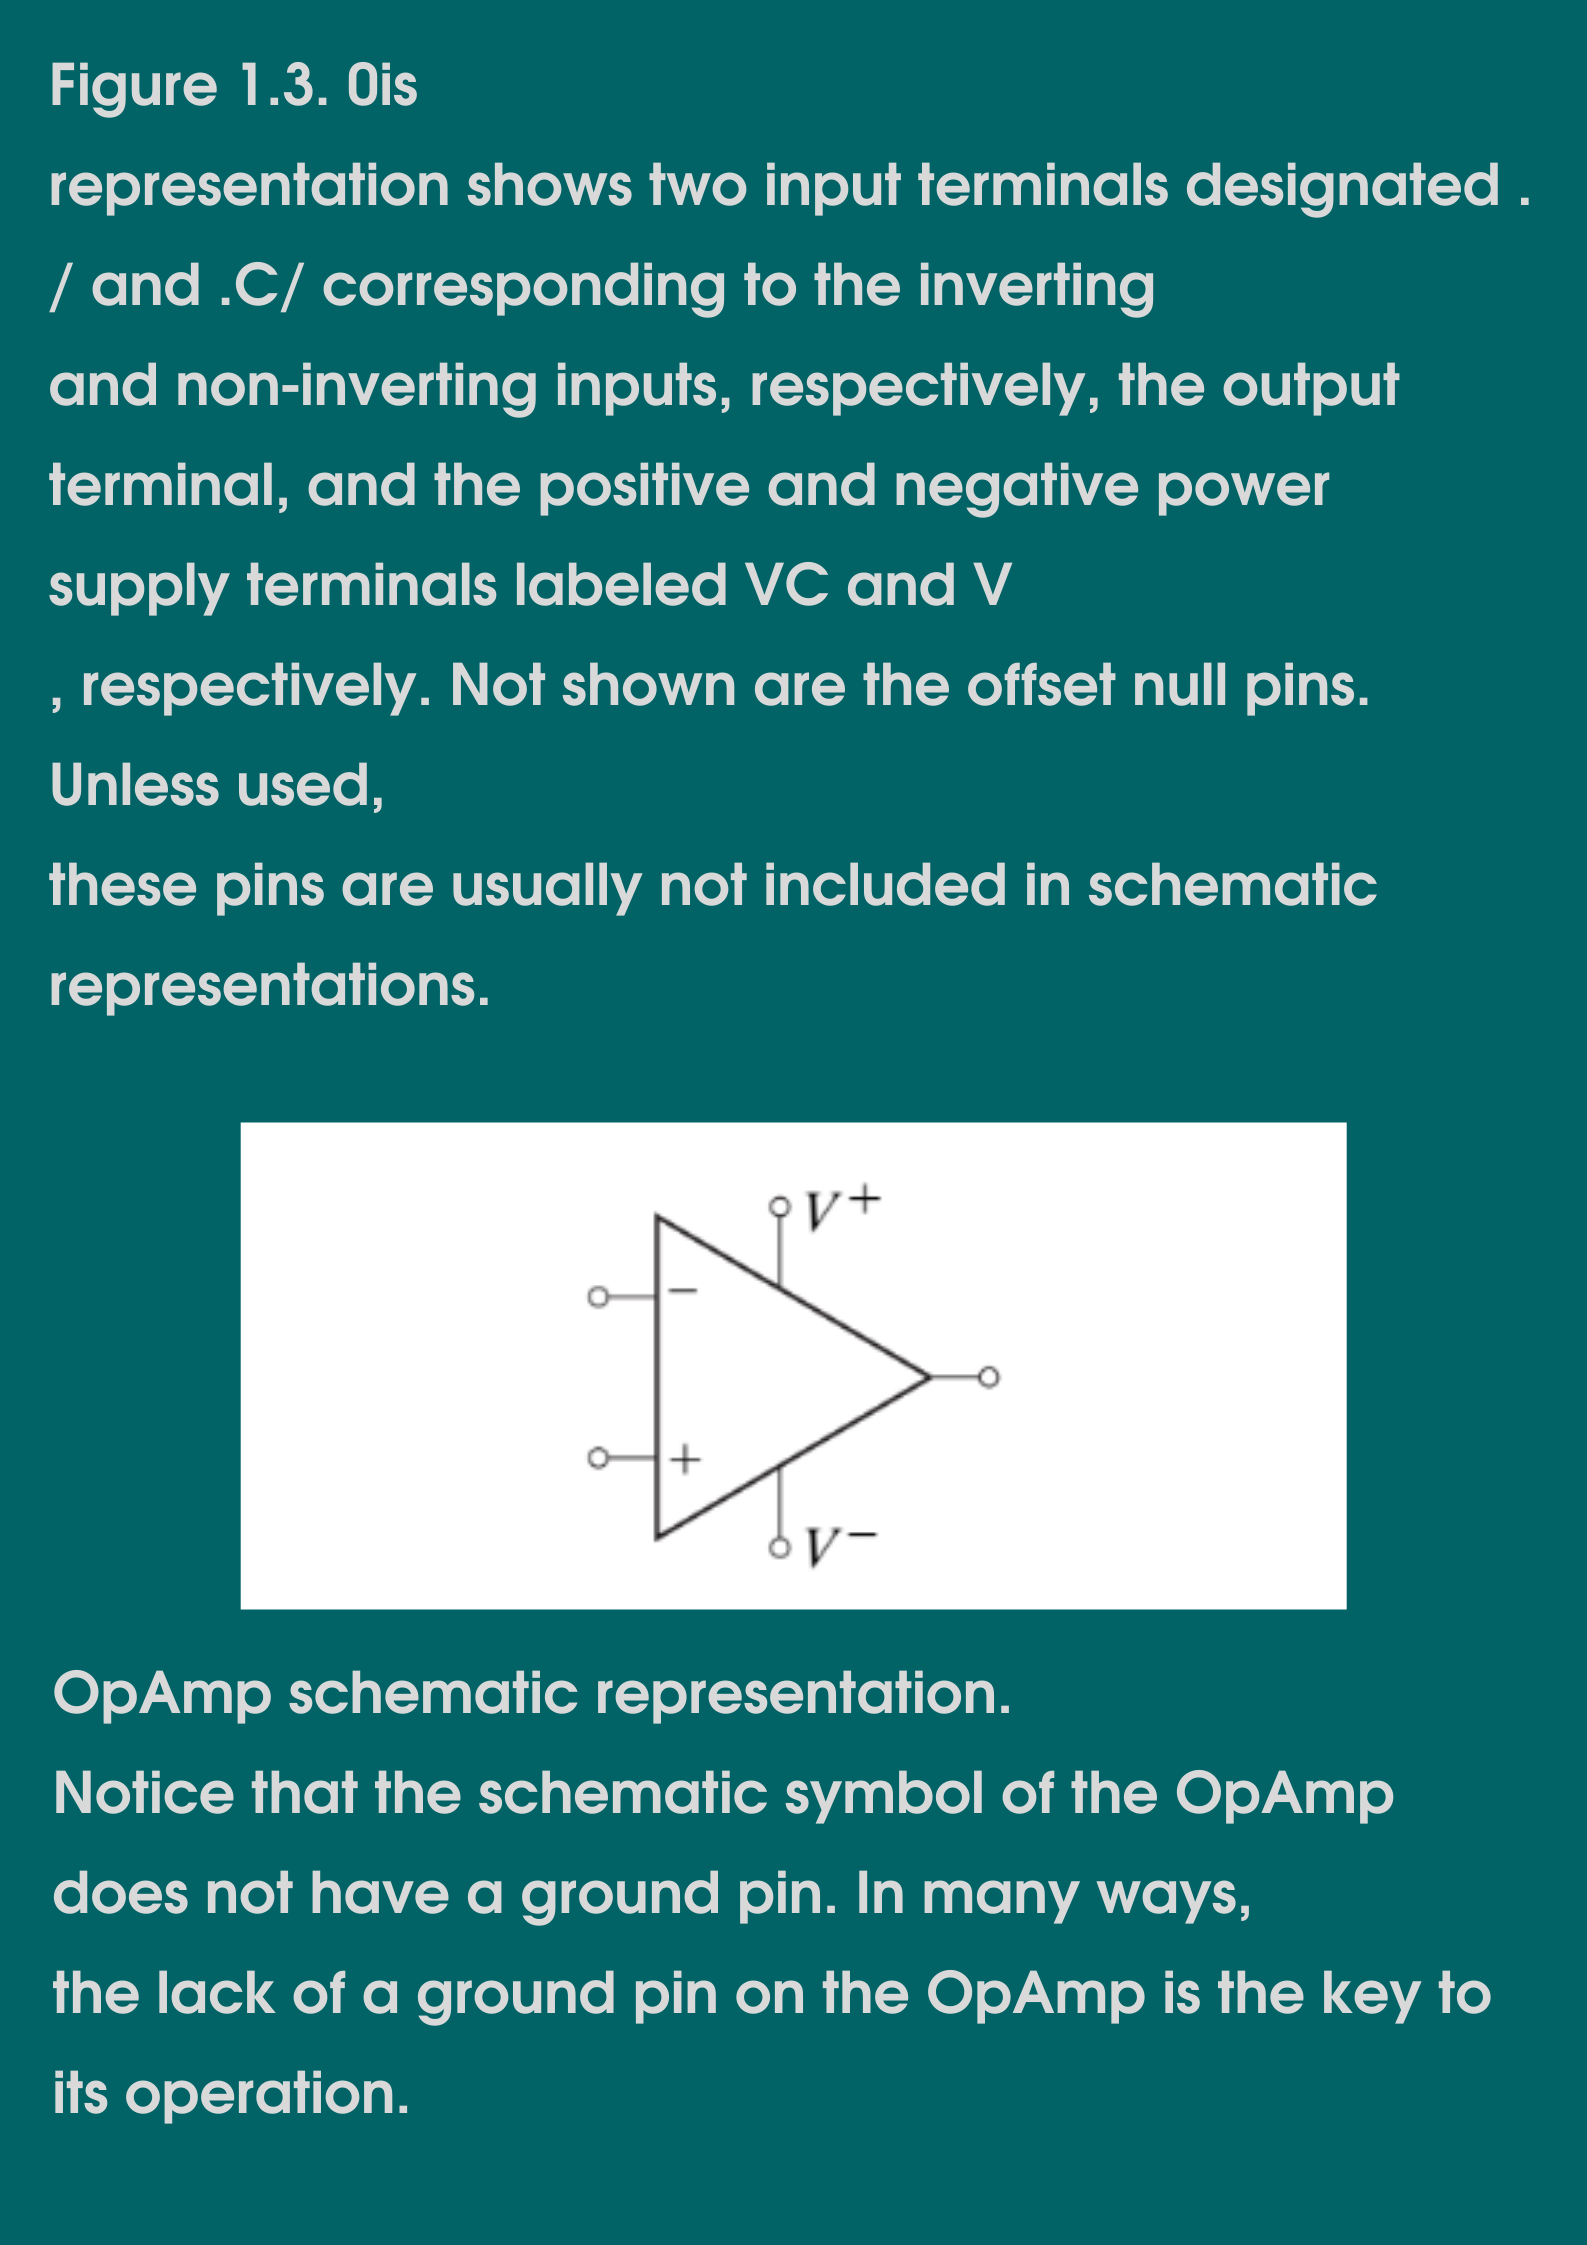 Figure 1.3. 0is
representation shows two input terminals designated .
/ and .C/ corresponding to the inverting
and non-inverting inputs, respectively, the output
terminal, and the positive and negative power
supply terminals labeled VC and V
, respectively. Not shown are the offset null pins.
Unless used,
these pins are usually not included in schematic
representations.
V+
−
+
V−
OpAmp schematic representation.
Notice that the schematic symbol of the OpAmp
does not have a ground pin. In many ways,
the lack of a ground pin on the OpAmp is the key to
its operation.